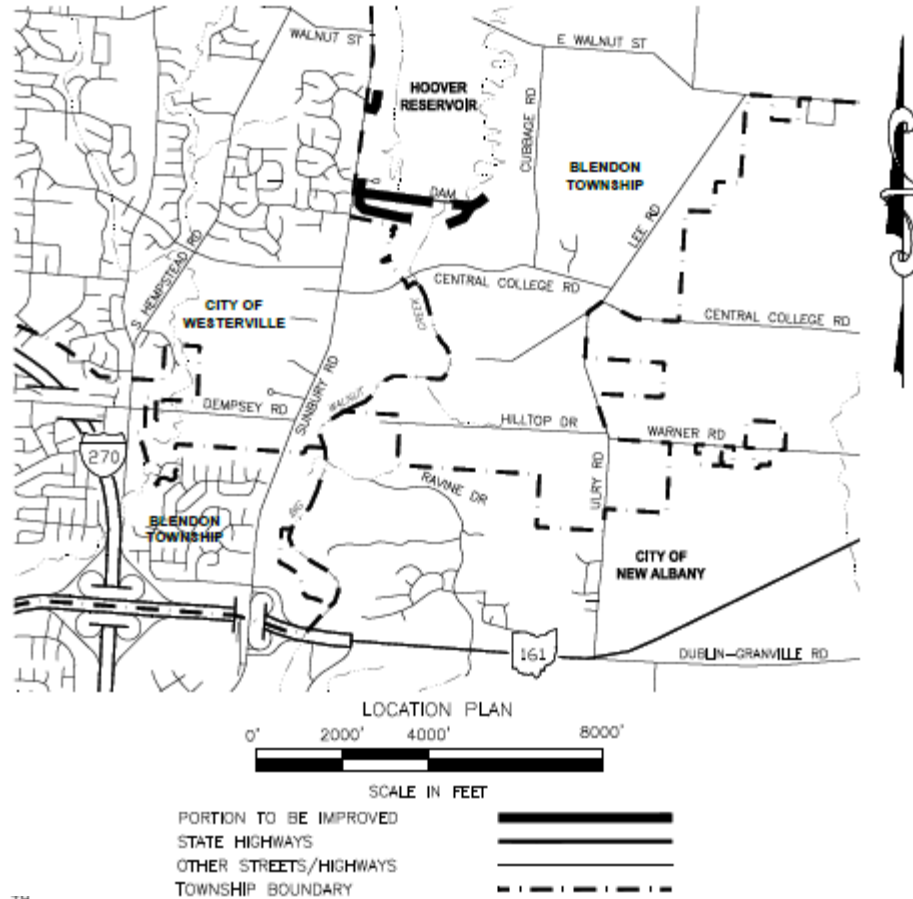 WALNUT ST
E WALNUT ST
HOOVER
RESERVOIR
CUBBAGE RD
BLENDON
TOWNSHIP
DAM
LEE RD
S HEMPSTEAD RD
CENTRAL COLLEGE RD
CENTRAL COLLEGE RD
CITY OF
WESTERVILLE
CREEK
SUNBURY RD
WALNUT
DEMPSEY RD
HILLTOP DR
WARNER RD
270
RAVINE DR
ULRY RD
BIG
BLENDON
TOWNSHIP
CITY OF
NEW ALBANY
161
DUBLIN-GRANVILLE RD
LOCATION PLAN
0' 2000' 4000' 8000'
SCALE IN FEET
PORTION TO BE IMPROVED
STATE HIGHWAYS
OTHER STREETS/HIGHWAYS
TOWNSHIP BOUNDARY